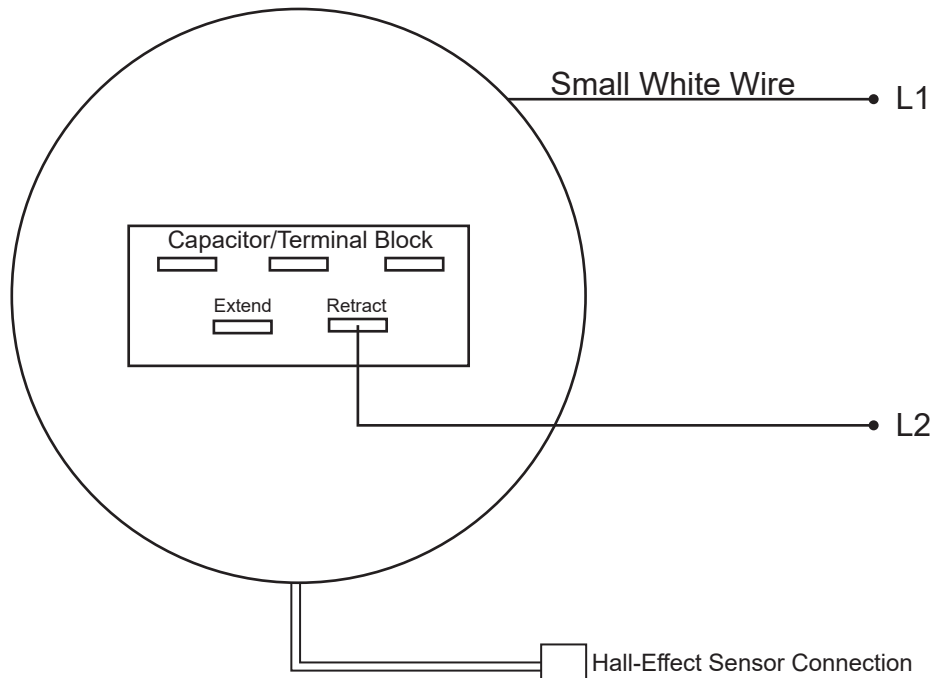 Small White Wire
L1
Capacitor/Terminal Block
Extend
Retract
L2
Hall-Effect Sensor Connection